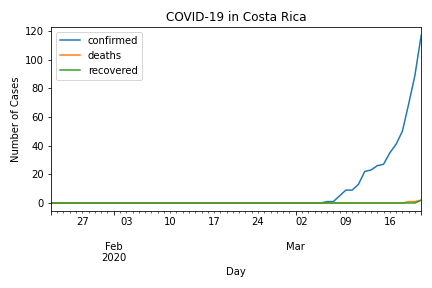 COVID-19 in Costa Rica
confirmed
deaths
recovered
Number of Cases
120
100
80
60
40
20
0
27 03 10 17 24 02 09 16
Feb Mar
2020
Day